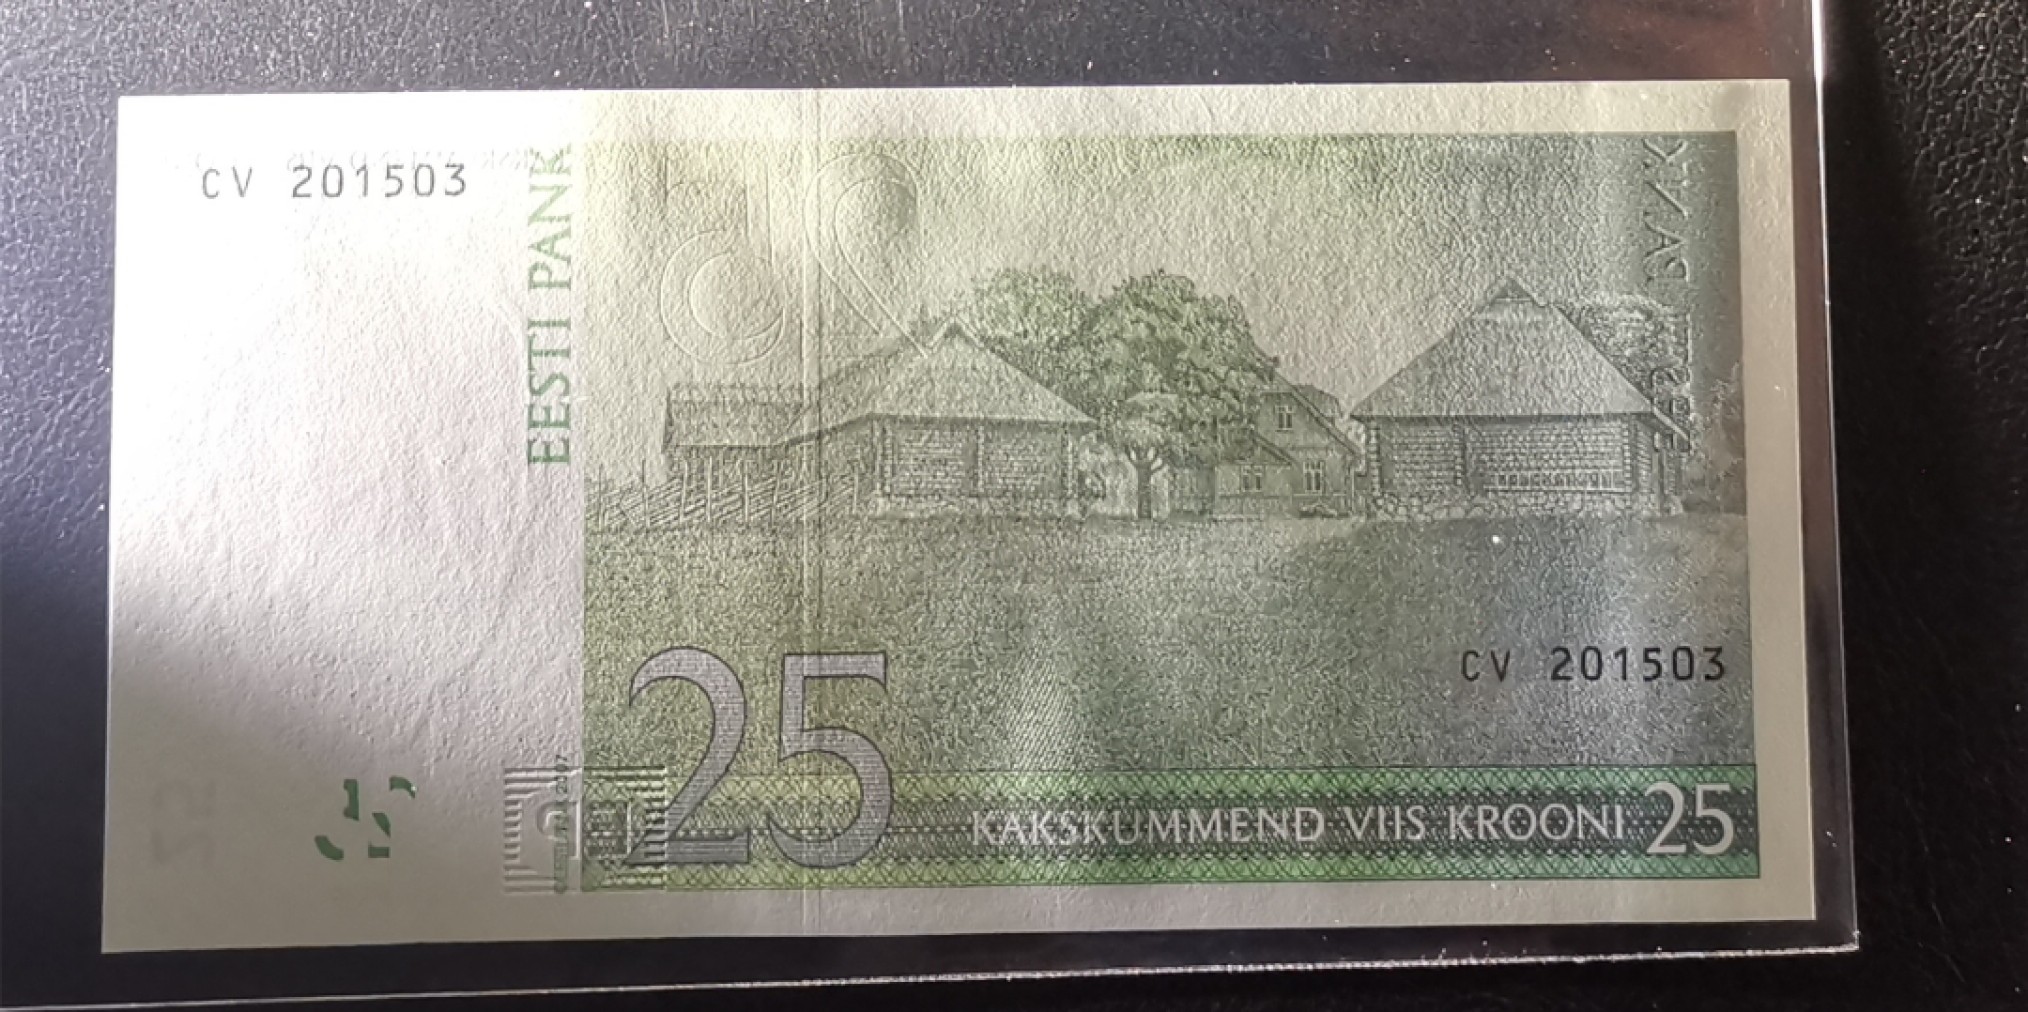 CV 201503
EESTI PANK
CV 201503
25
KAKSKUMMEND VIIS KROONI 25